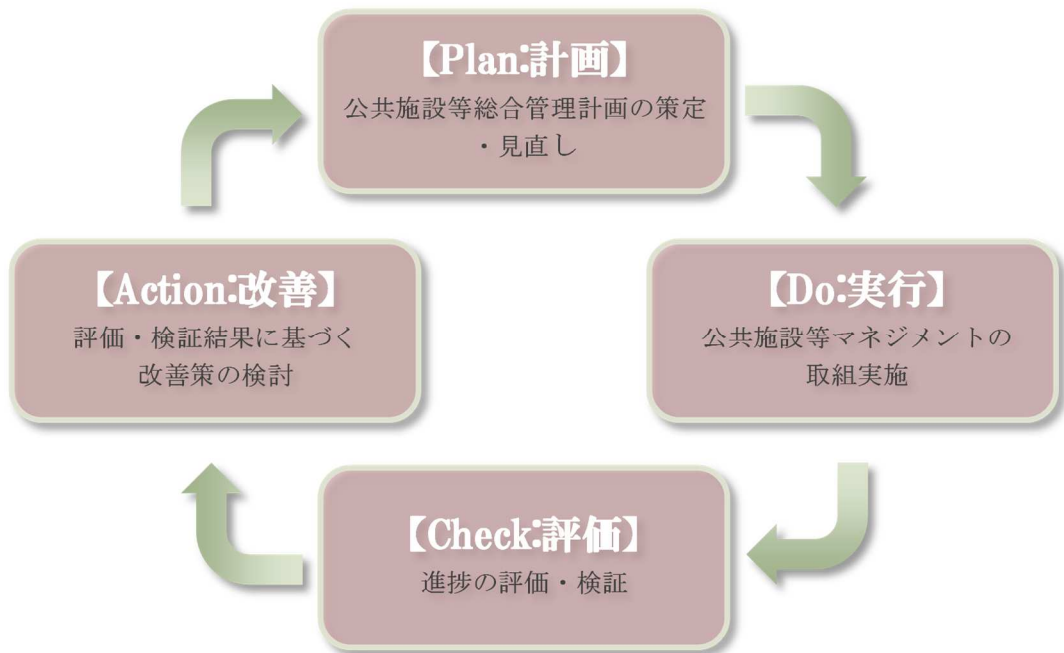 【Plan:計画】
公共施設等総合管理計画の策定
・見直し
【Do:実行】
公共施設等マネジメントの
取組実施
【Check:評価】
進捗の評価・検証
【Action:改善】
評価・検証結果に基づく
改善策の検討